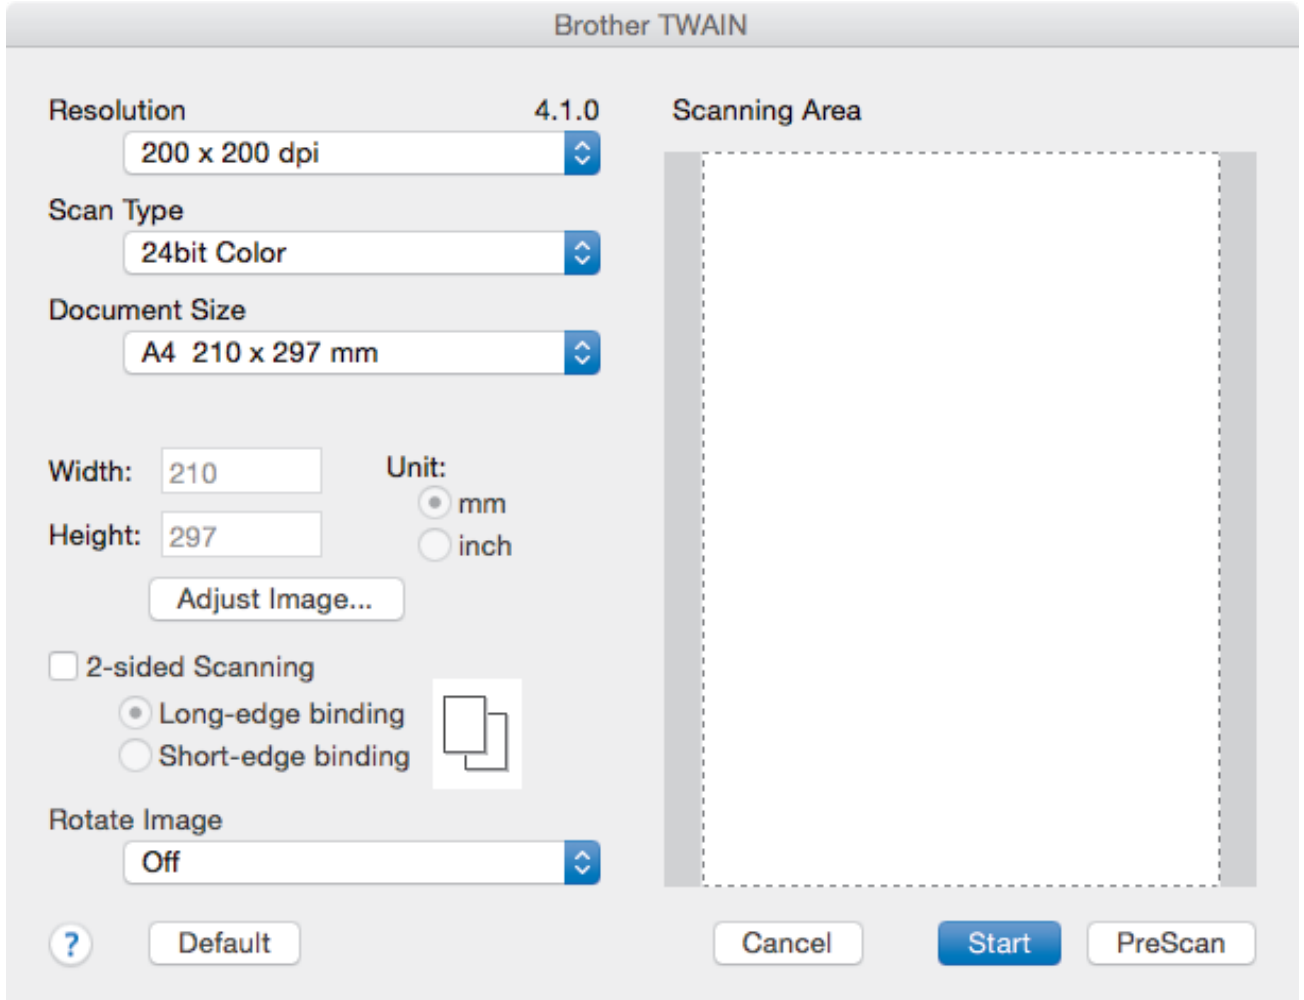 Brother TWAIN
Resolution 4.1.0
200 x 200 dpi
Scan Type
24bit Color
Document Size
A4 210 x 297 mm
Width: 210
Height: 297
Unit:
mm
inch
Adjust Image...
2-sided Scanning
Long-edge binding
Short-edge binding
Rotate Image
Off
? Default
Scanning Area
Cancel Start PreScan